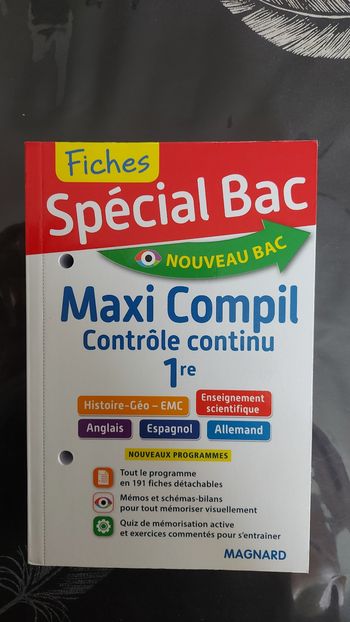 Fiches
Spécial Bac
NOUVEAU BAC
Maxi Compil
Contrôle continu
1re
Histoire-Géo – EMC
Enseignement
scientifique
Anglais
Espagnol
Allemand
NOUVEAUX PROGRAMMES
Tout le programme
en 191 fiches détachables
Mémos et schémas-bilans
pour tout mémoriser visuellement
Quiz de mémorisation active
et exercices commentés pour s'entraîner
MAGNARD